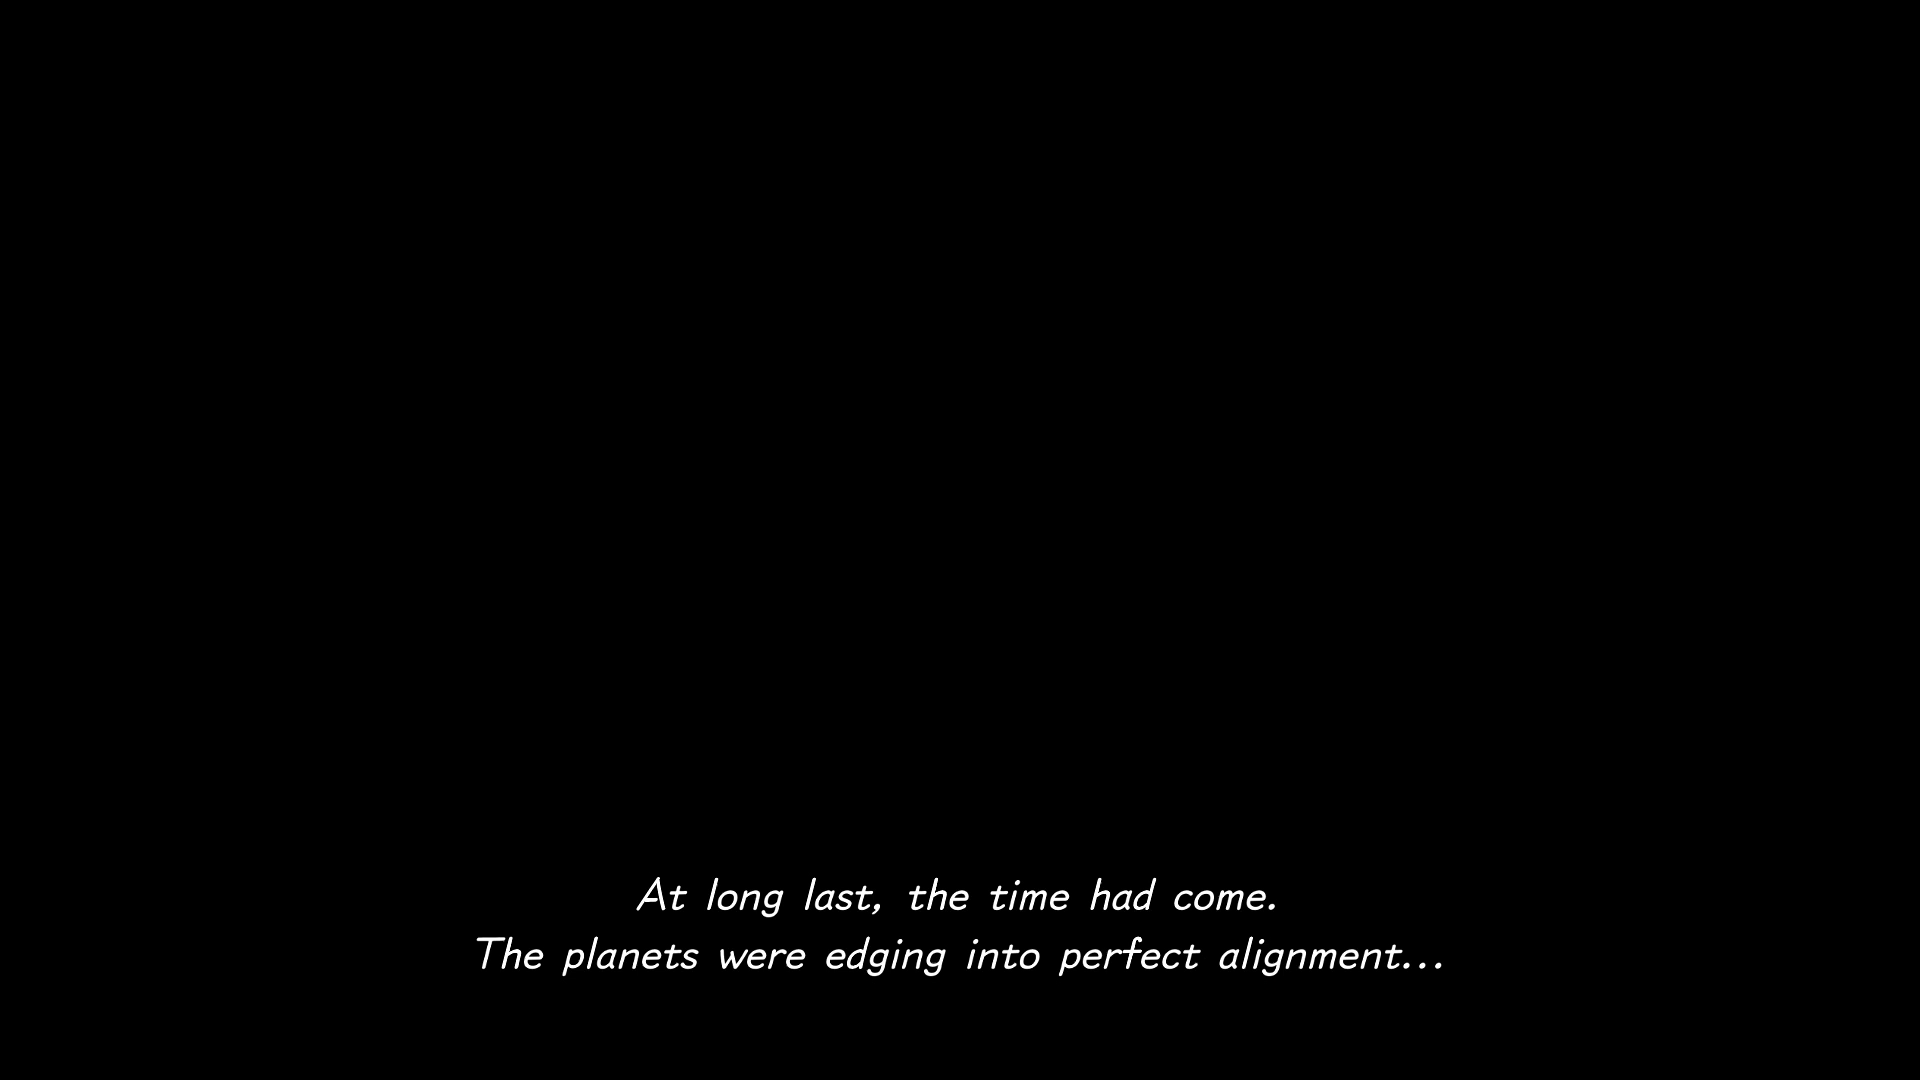 At long last, the time had come.
The planets were edging into perfect alignment...